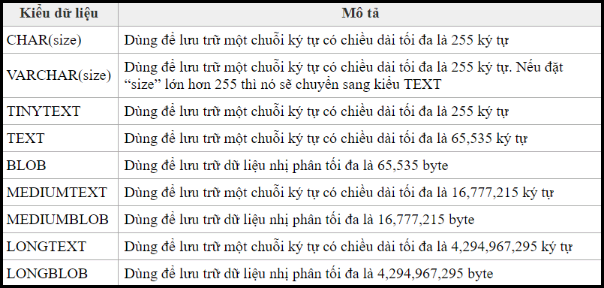 Kiểu dữ liệu Mô tả
CHAR(size) Dùng để lưu trữ một chuỗi ký tự có chiều dài tối đa là 255 ký tự
VARCHAR(size) Dùng để lưu trữ một chuỗi ký tự có chiều dài tối đa là 255 ký tự. Nếu đặt
“size” lớn hơn 255 thì nó sẽ chuyển sang kiểu TEXT
TINYTEXT Dùng để lưu trữ một chuỗi ký tự có chiều dài tối đa là 255 ký tự
TEXT Dùng để lưu trữ một chuỗi ký tự có chiều dài tối đa là 65,535 ký tự
BLOB Dùng để lưu trữ dữ liệu nhị phân tối đa là 65,535 byte
MEDIUMTEXT Dùng để lưu trữ một chuỗi ký tự có chiều dài tối đa là 16,777,215 ký tự
MEDIUMBLOB Dùng để lưu trữ dữ liệu nhị phân tối đa là 16,777,215 byte
LONGTEXT Dùng để lưu trữ một chuỗi ký tự có chiều dài tối đa là 4,294,967,295 ký tự
LONGBLOB Dùng để lưu trữ dữ liệu nhị phân tối đa là 4,294,967,295 byte